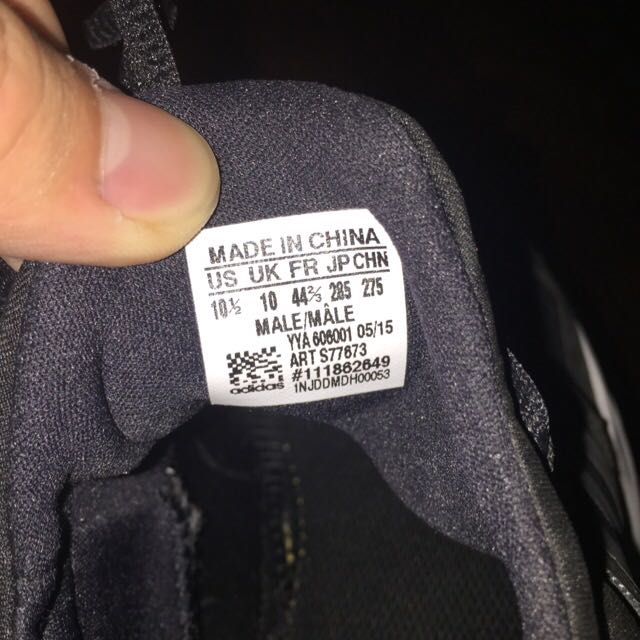 MADE IN CHINA
US UK FR JP CHN
10½ 10 44⅔ 285 275
MALE/MÂLE
YYA 606001 05/15
ART S77673
#111862649
adidas 1NJDDMDH00053